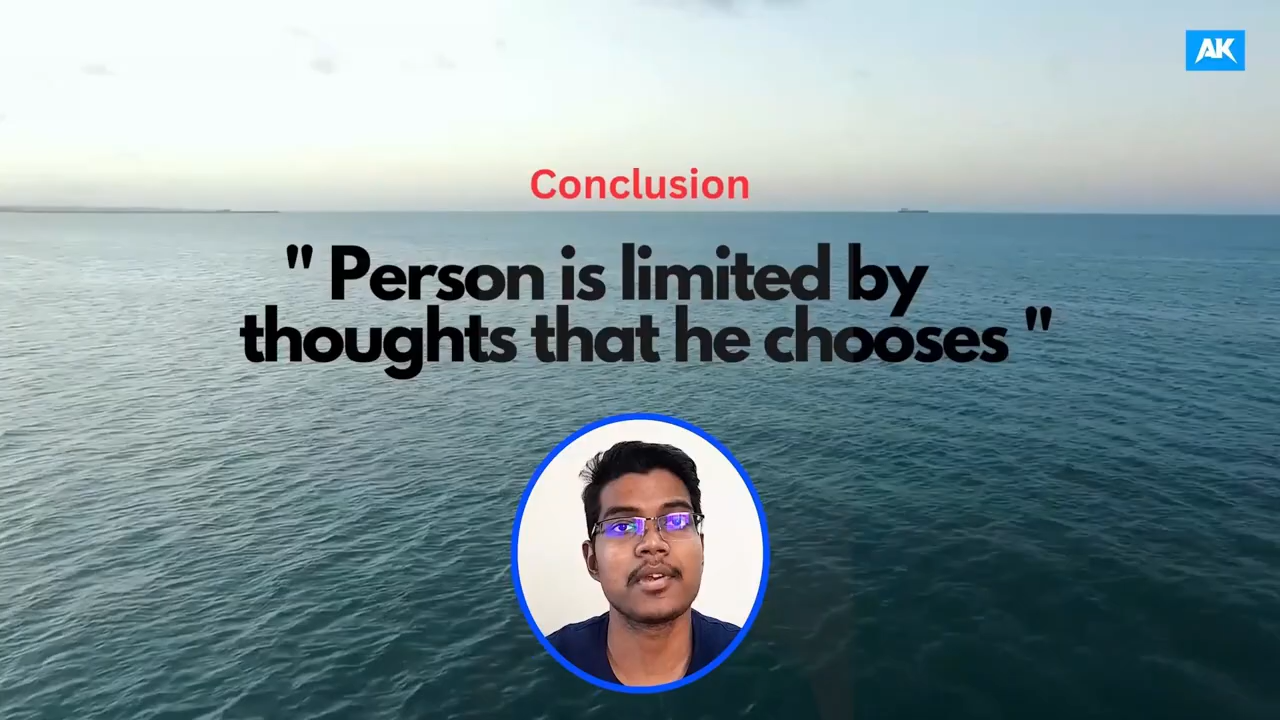 AK
Conclusion
" Person is limited by
thoughts that he chooses "